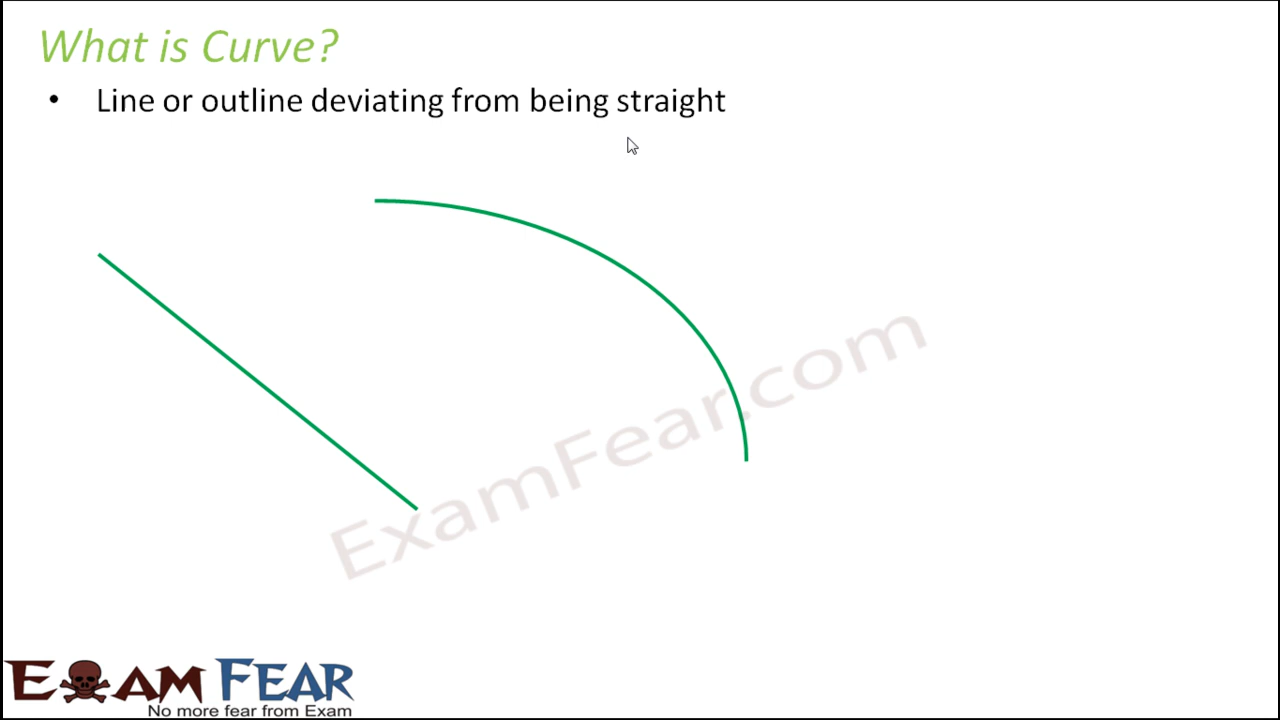 What is Curve?
• Line or outline deviating from being straight
ExamFear.com
EXAM FEAR
No more fear from Exam